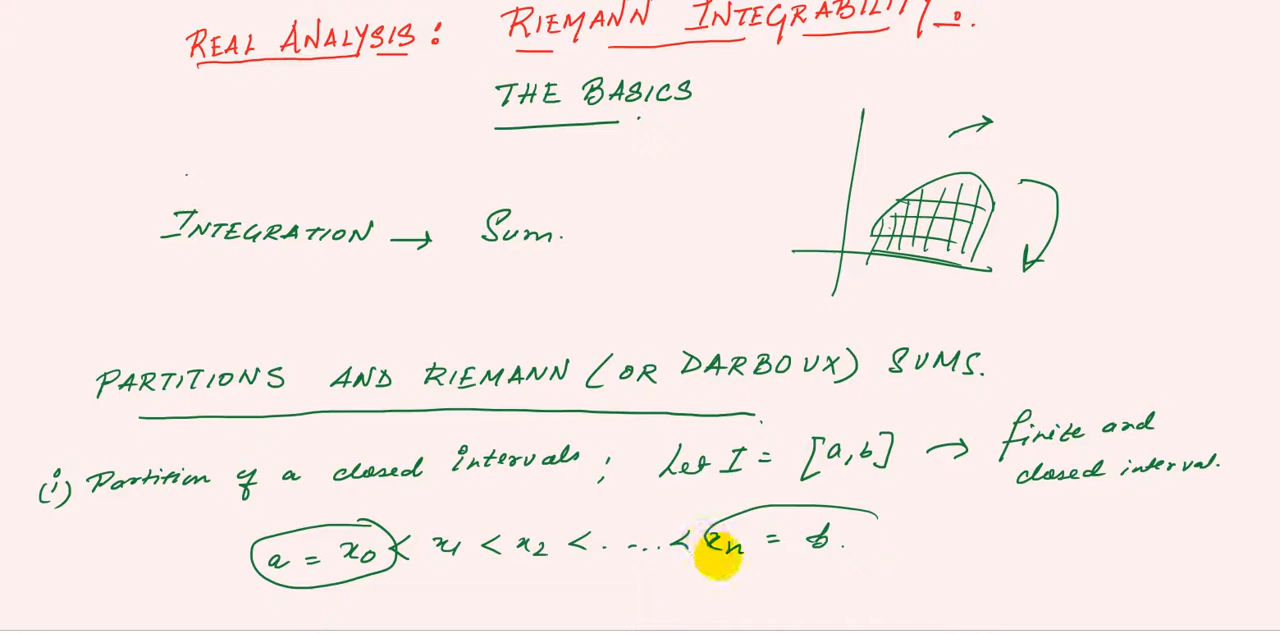 REAL ANALYSIS: RIEMANN INTEGRABILITY.
THE BASICS
INTEGRATION → Sum.
PARTITIONS AND RIEMANN (OR DARBOUX) SUMS.
(i) Partition of a closed intervals; Let I = [a,b] → finite and closed interval.
a = x0 < x1 < x2 < ..... < xn = b.